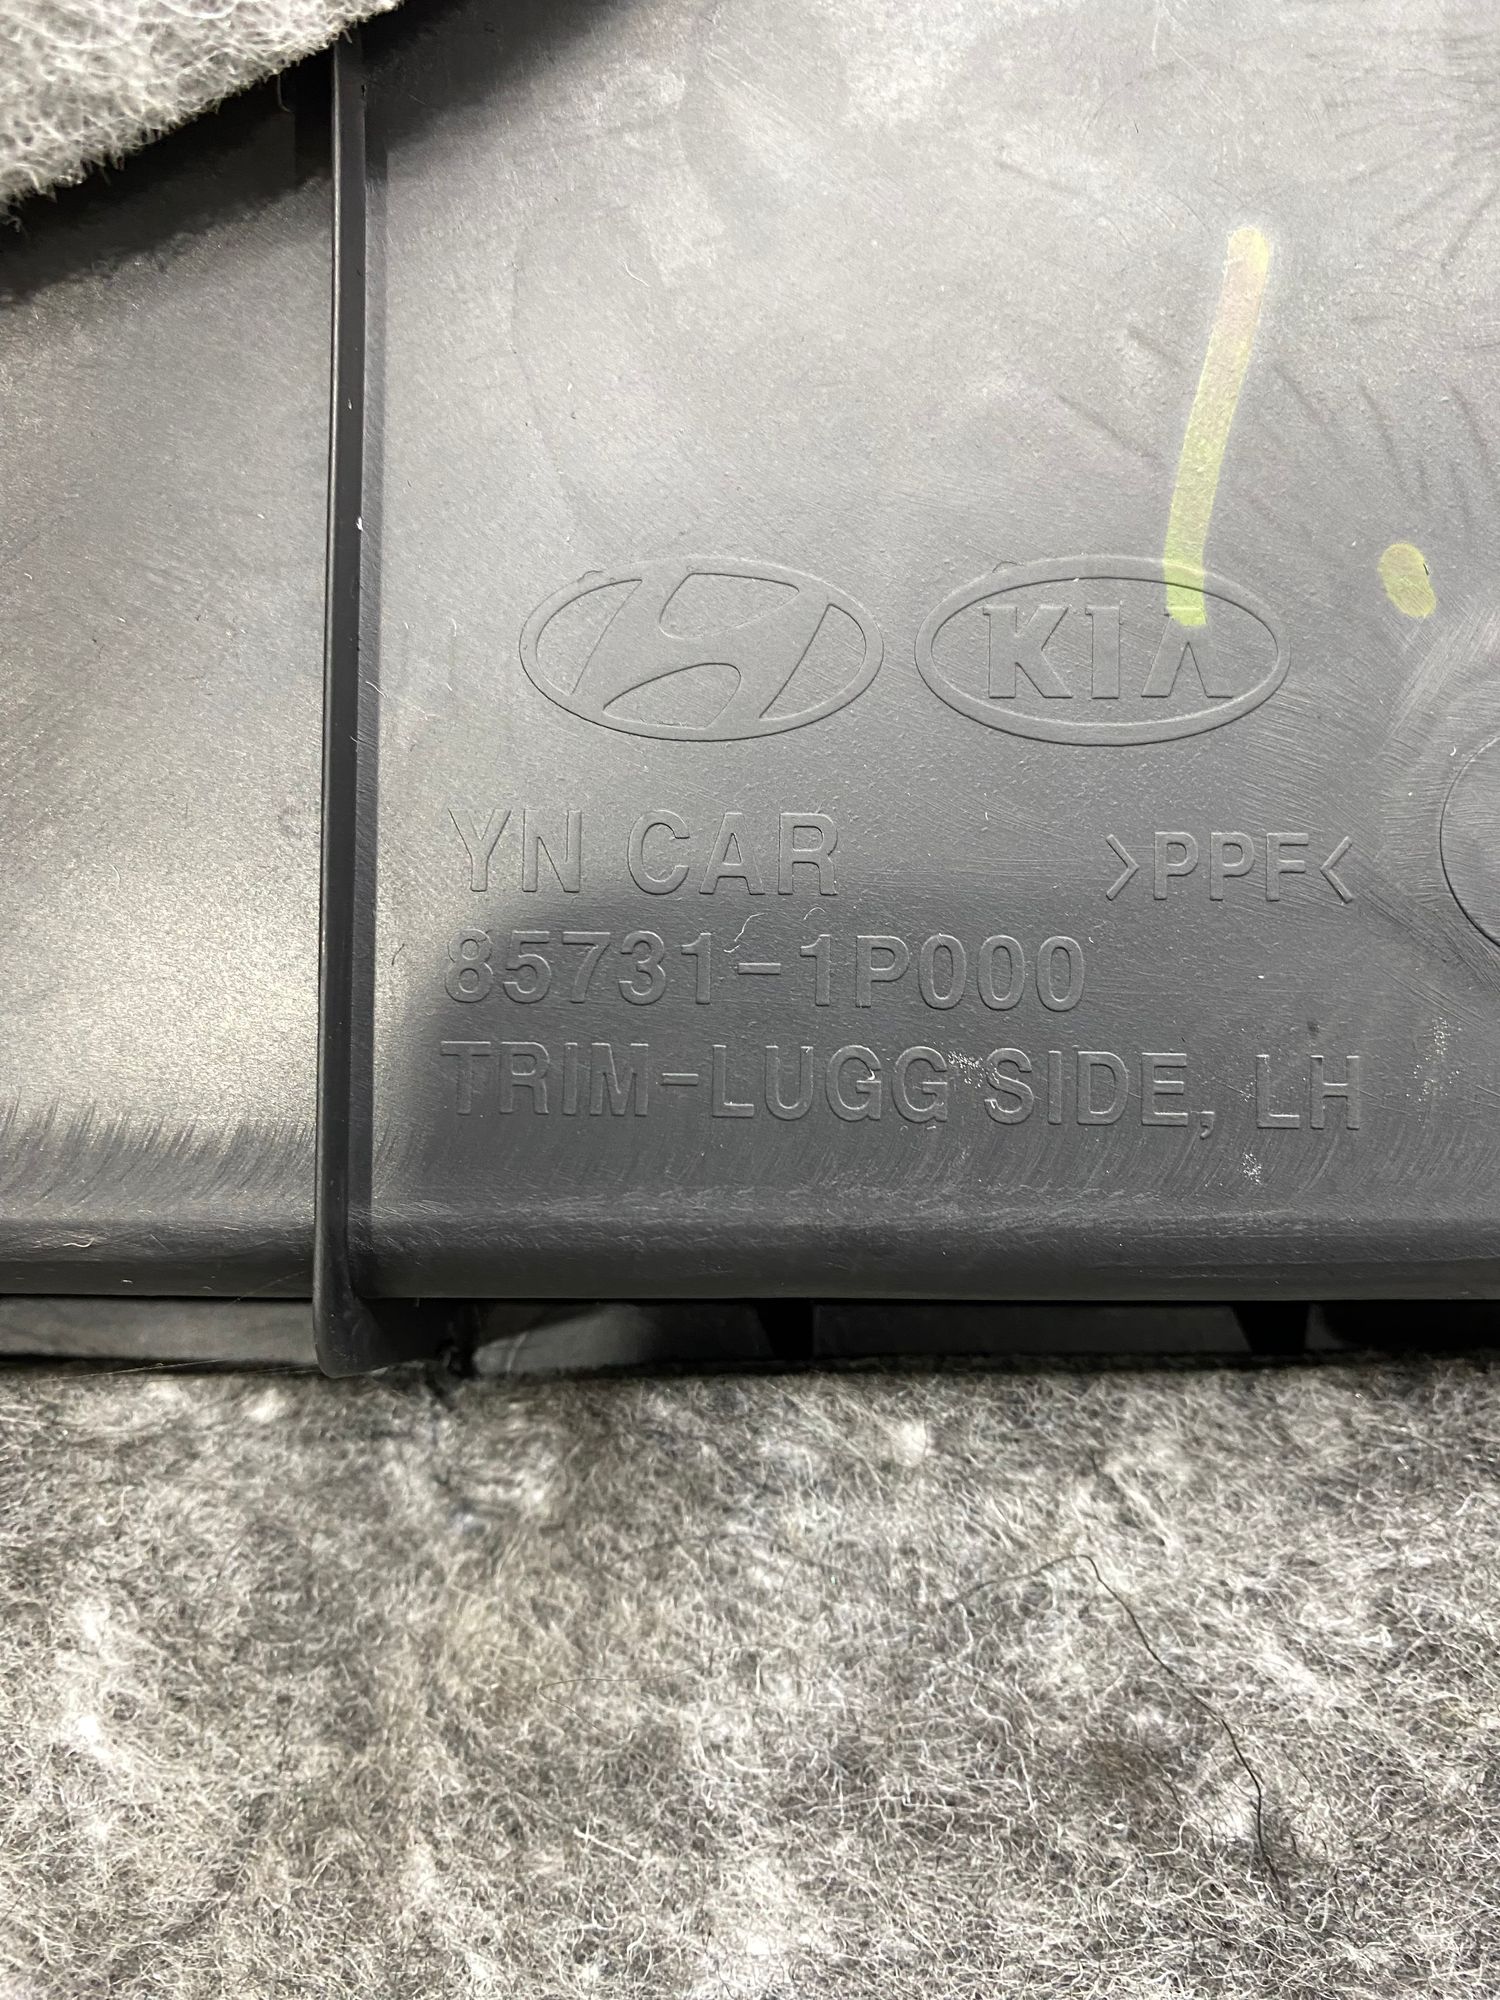 KIA
YN CAR >PPF<
85731-1P000
TRIM-LUGG SIDE, LH